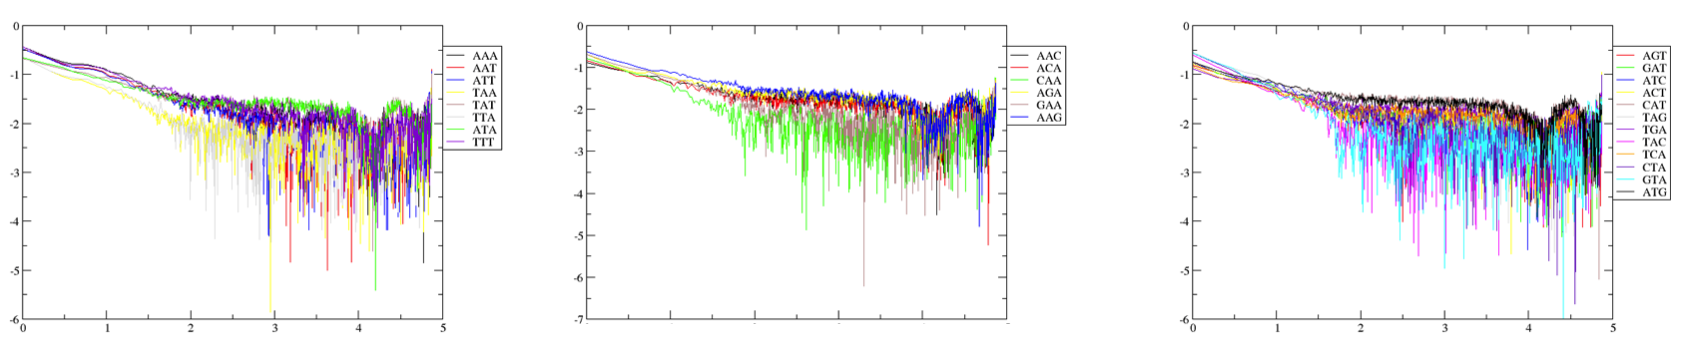 0
-1
-2
-3
-4
-5
-6
0 1 2 3 4 5
AAA
AAT
ATT
TAA
TAT
TTA
ATA
TTT
0
-1
-2
-3
-4
-5
-6
-7
AAC
ACA
CAA
AGA
GAA
AAG
0
-1
-2
-3
-4
-5
-6
0 1 2 3 4 5
AGT
GAT
ATC
ACT
CAT
TAG
TGA
TAC
TCA
CTA
GTA
ATG